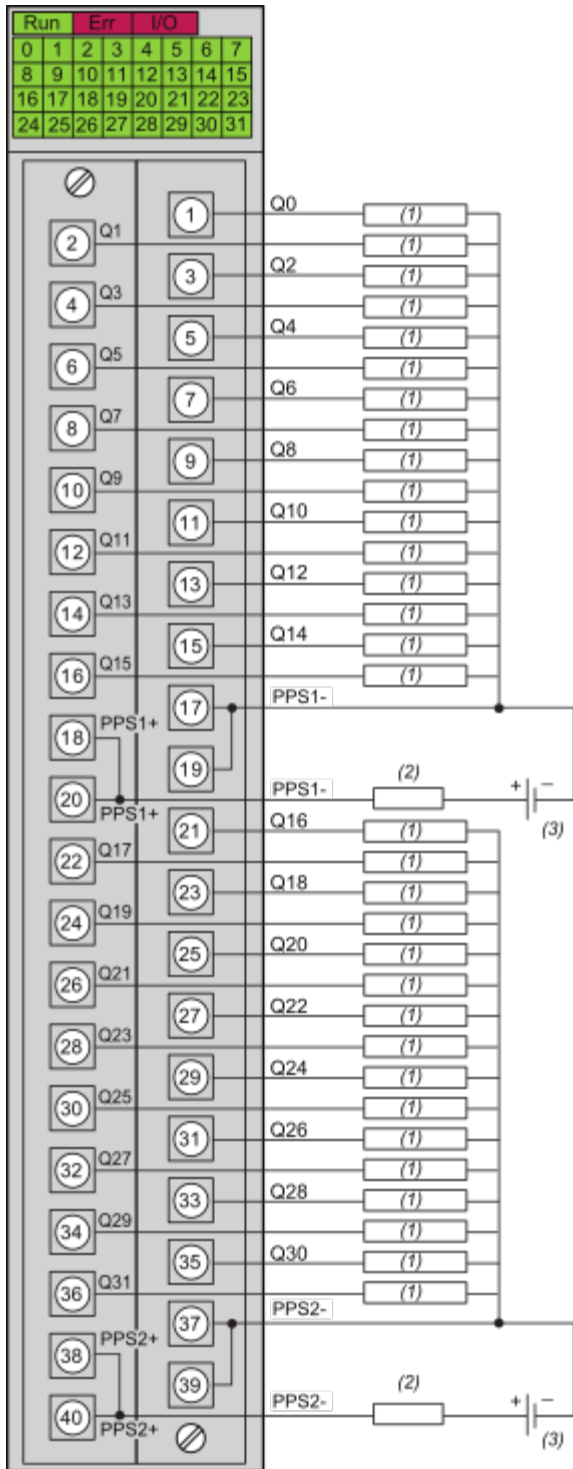 Run Err I/O
0 1 2 3 4 5 6 7
8 9 10 11 12 13 14 15
16 17 18 19 20 21 22 23
24 25 26 27 28 29 30 31
1 Q0 (1)
2 Q1 (1)
3 Q2 (1)
4 Q3 (1)
5 Q4 (1)
6 Q5 (1)
7 Q6 (1)
8 Q7 (1)
9 Q8 (1)
10 Q9 (1)
11 Q10 (1)
12 Q11 (1)
13 Q12 (1)
14 Q13 (1)
15 Q14 (1)
16 Q15 (1)
17 PPS1-
18 PPS1+
19 (2)
20 PPS1+ PPS1- + − (3)
21 Q16 (1)
22 Q17 (1)
23 Q18 (1)
24 Q19 (1)
25 Q20 (1)
26 Q21 (1)
27 Q22 (1)
28 Q23 (1)
29 Q24 (1)
30 Q25 (1)
31 Q26 (1)
32 Q27 (1)
33 Q28 (1)
34 Q29 (1)
35 Q30 (1)
36 Q31 (1)
37 PPS2-
38 PPS2+
39 (2)
40 PPS2+ PPS2- + − (3)